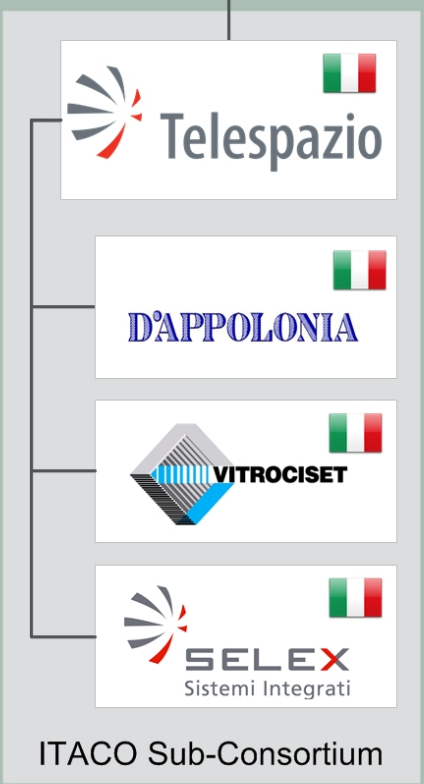 Telespazio
D'APPOLONIA
VITROCISET
SELEX
Sistemi Integrati
ITACO Sub-Consortium